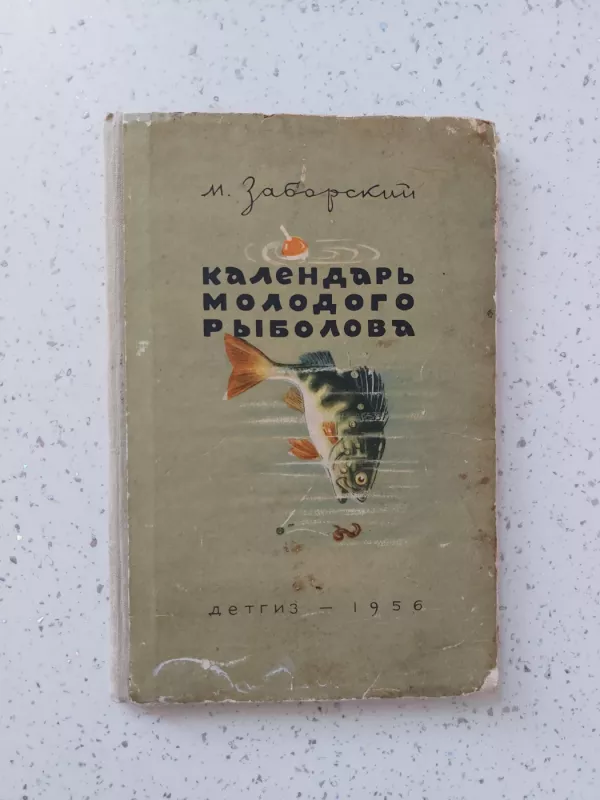 М. Заборский
КАЛЕНДАРЬ
МОЛОДОГО
РЫБОЛОВА
ДЕТГИЗ — 1956